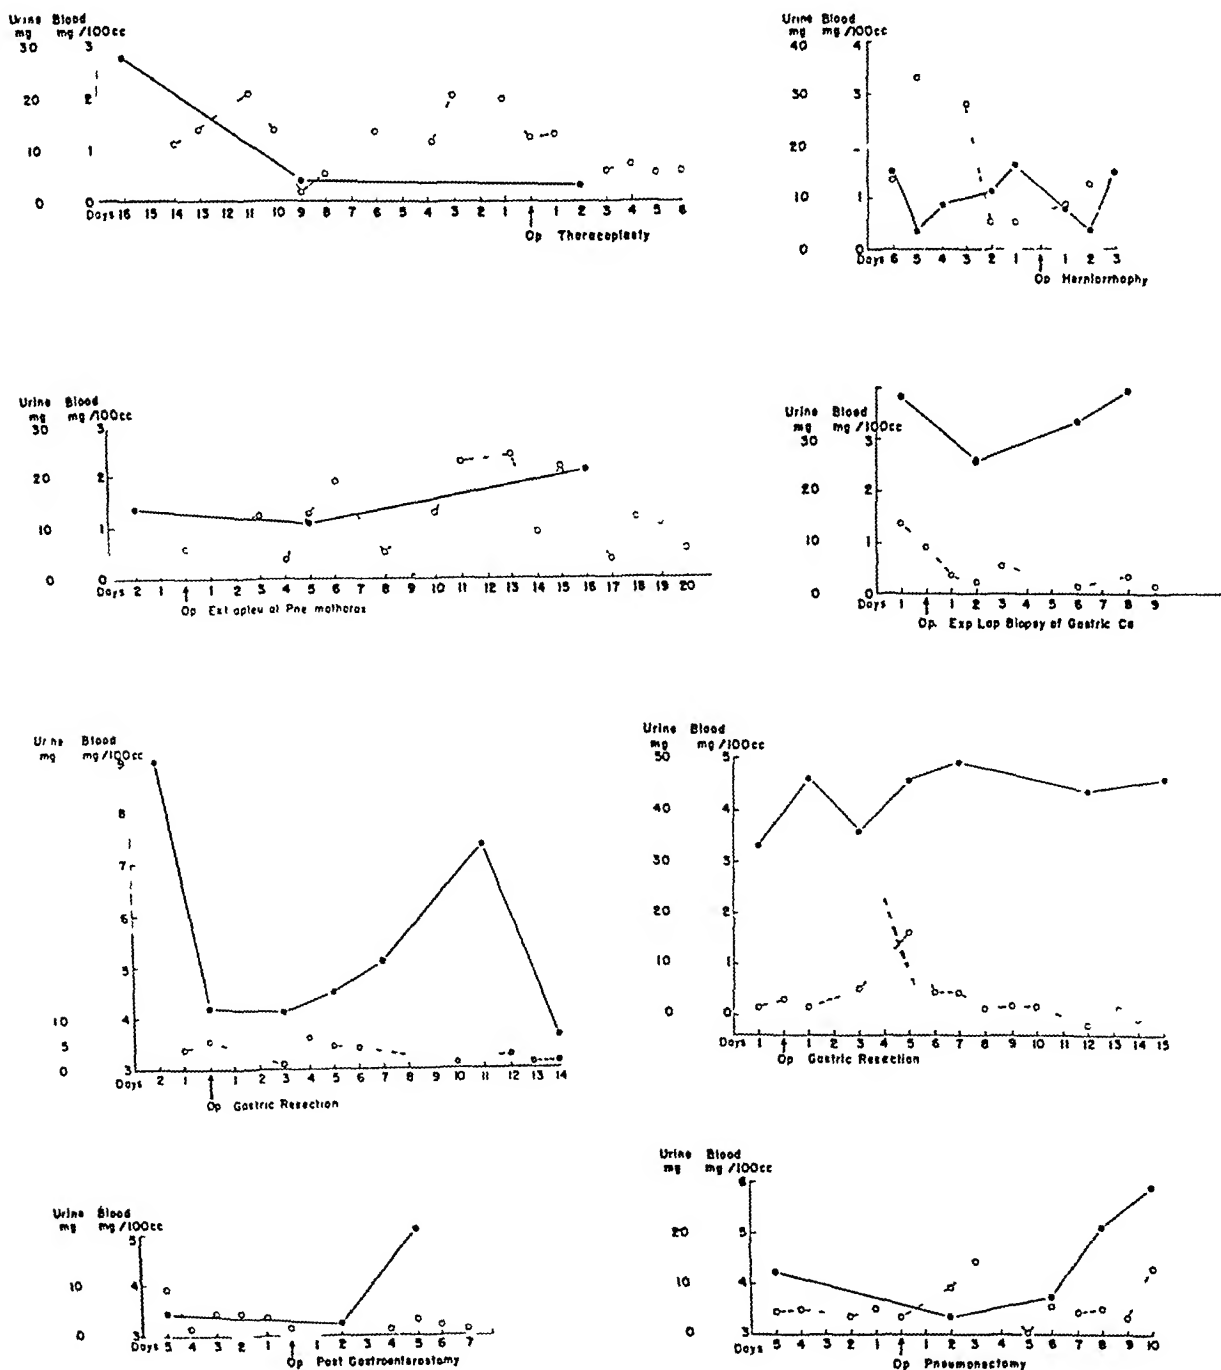 Urine Blood
mg mg/100cc
30 3
20 2
10 1
0 0
Days 16 15 14 13 12 11 10 9 8 7 6 5 4 3 2 1 1 2 3 4 5 6
Op Thoracoplasty
Urine Blood
mg mg/100cc
40 4
30 3
20 2
10 1
0 0
Days 6 5 4 3 2 1 1 2 3
Op Herniorrhaphy
Urine Blood
mg mg/100cc
30 3
20 2
10 1
0 0
Days 2 1 1 2 3 4 5 6 7 8 9 10 11 12 13 14 15 16 17 18 19 20
Op
Urine Blood
mg mg/100cc
30 3
20 2
10 1
0 0
Days 1 1 2 3 4 5 6 7 8 9
Op. Exp Lap Biopsy of Gastric Ca
Urine Blood
mg mg/100cc
9
8
7
6
5
10 4
5
0 3
Days 2 1 1 2 3 4 5 6 7 8 9 10 11 12 13 14
Op Gastric Resection
Urine Blood
mg mg/100cc
50 5
40 4
30 3
20 2
10 1
0 0
Days 1 1 2 3 4 5 6 7 8 9 10 11 12 13 14 15
Op Gastric Resection
Urine Blood
mg mg/100cc
5
10 4
0 3
Days 5 4 3 2 1 1 2 3 4 5 6 7
Op Post Gastroenterostomy
Urine Blood
mg mg/100cc
6
20 5
10 4
0 3
Days 5 4 3 2 1 1 2 3 4 5 6 7 8 9 10
Op Pneumonectomy